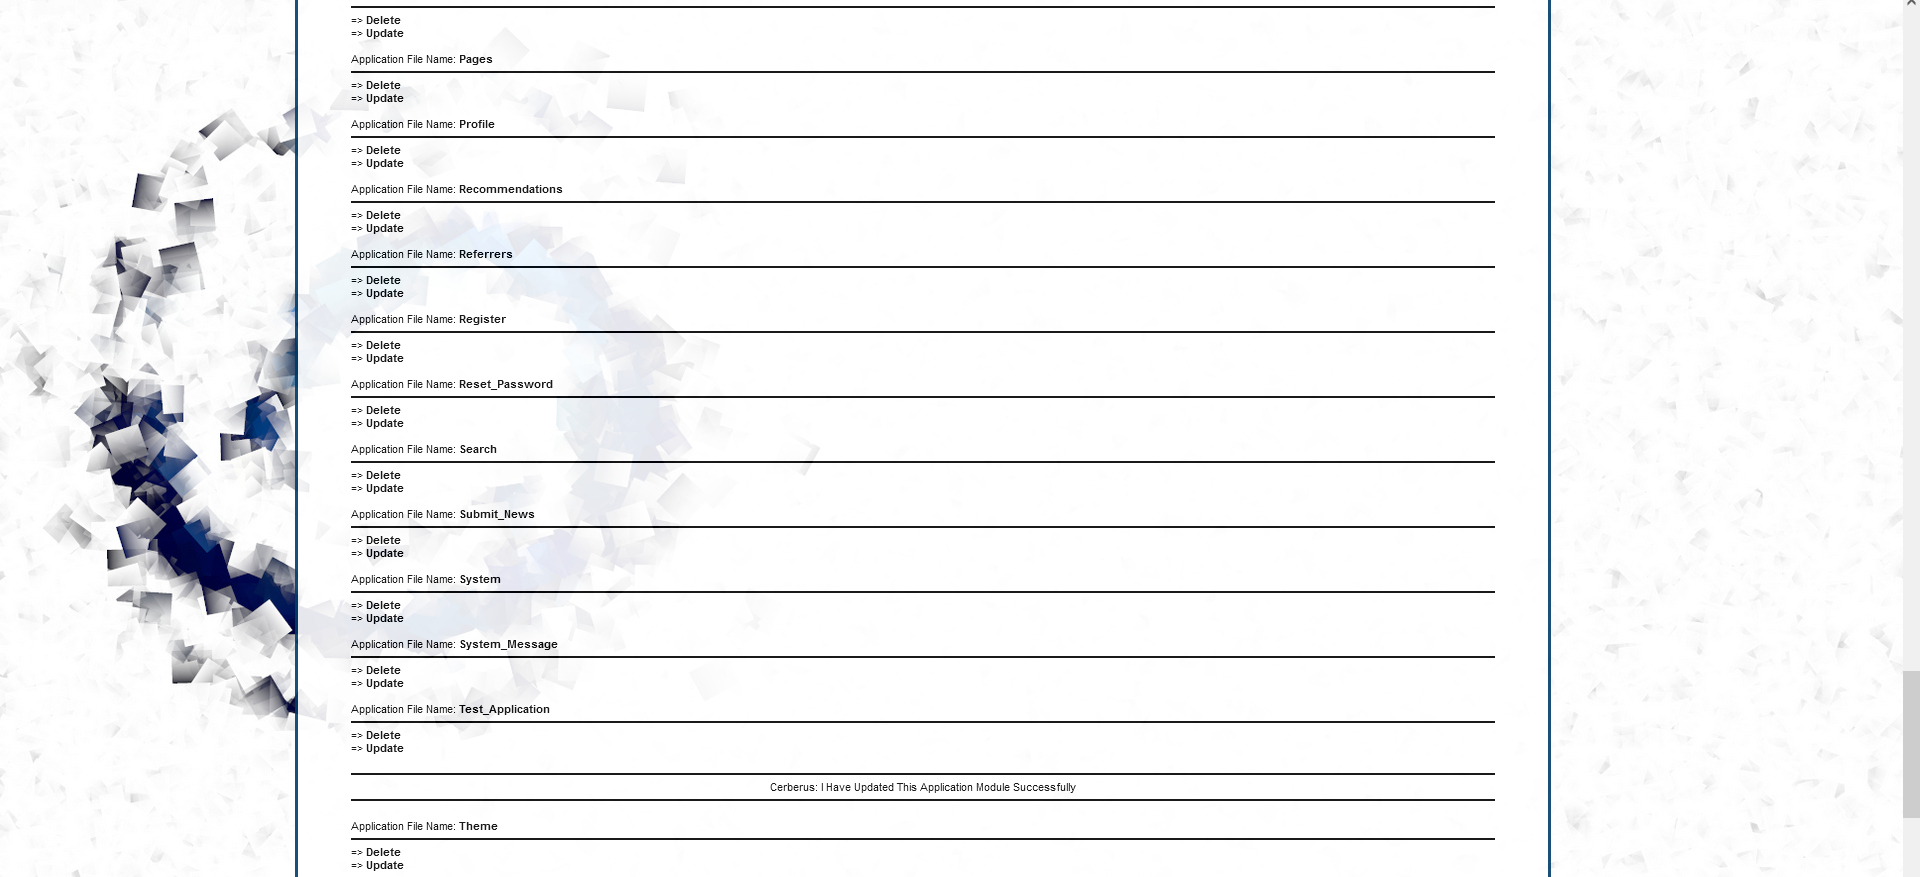 => Delete
=> Update
Application File Name: Pages
=> Delete
=> Update
Application File Name: Profile
=> Delete
=> Update
Application File Name: Recommendations
=> Delete
=> Update
Application File Name: Referrers
=> Delete
=> Update
Application File Name: Register
=> Delete
=> Update
Application File Name: Reset_Password
=> Delete
=> Update
Application File Name: Search
=> Delete
=> Update
Application File Name: Submit_News
=> Delete
=> Update
Application File Name: System
=> Delete
=> Update
Application File Name: System_Message
=> Delete
=> Update
Application File Name: Test_Application
=> Delete
=> Update
Cerberus: I Have Updated This Application Module Successfully
Application File Name: Theme
=> Delete
=> Update